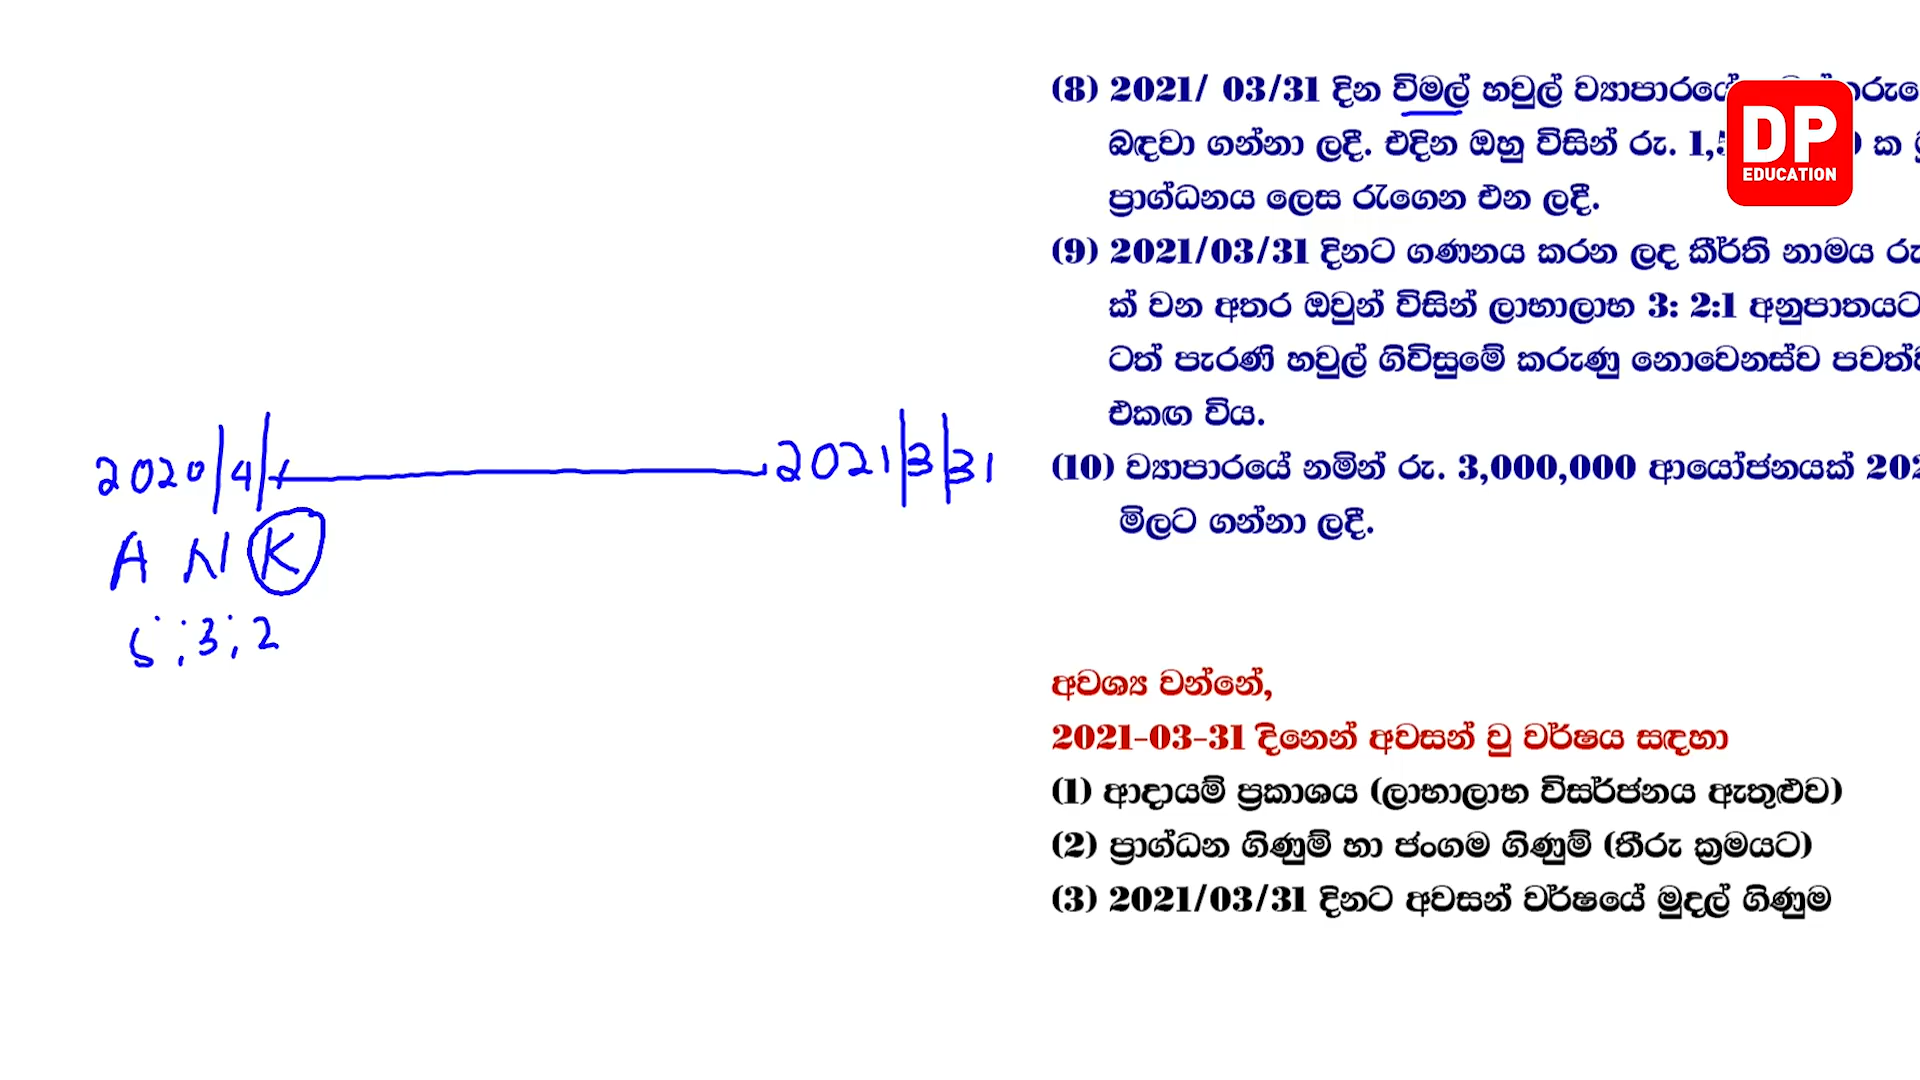 2020/4/1 2021/3/31
A N K
5 : 3 : 2
(8) 2021/ 03/31 දින විමල් හවුල් ව්‍යාපාරයේ
බඳවා ගන්නා ලදී. එදින ඔහු විසින් රු. ක
ප්‍රාග්ධනය ලෙස රැගෙන එන ලදී.
(9) 2021/03/31 දිනට ගණනය කරන ලද කීර්ති නාමය
ක් වන අතර ඔවුන් විසින් ලාභාලාභ 3: 2:1 අනුපාතයට
ටත් පැරණි හවුල් ගිවිසුමේ කරුණු නොවෙනස්ව
එකඟ විය.
(10) ව්‍යාපාරයේ නමින් රු. 3,000,000 ආයෝජනයක්
මිලට ගන්නා ලදී.
අවශ්‍ය වන්නේ,
2021-03-31 දිනෙන් අවසන් වු වර්ෂය සඳහා
(1) ආදායම් ප්‍රකාශය (ලාභාලාභ විසර්ජනය ඇතුළුව)
(2) ප්‍රාග්ධන ගිණුම් හා ජංගම ගිණුම් (තීරු ක්‍රමයට)
(3) 2021/03/31 දිනට අවසන් වර්ෂයේ මුදල් ගිණුම
DP
EDUCATION